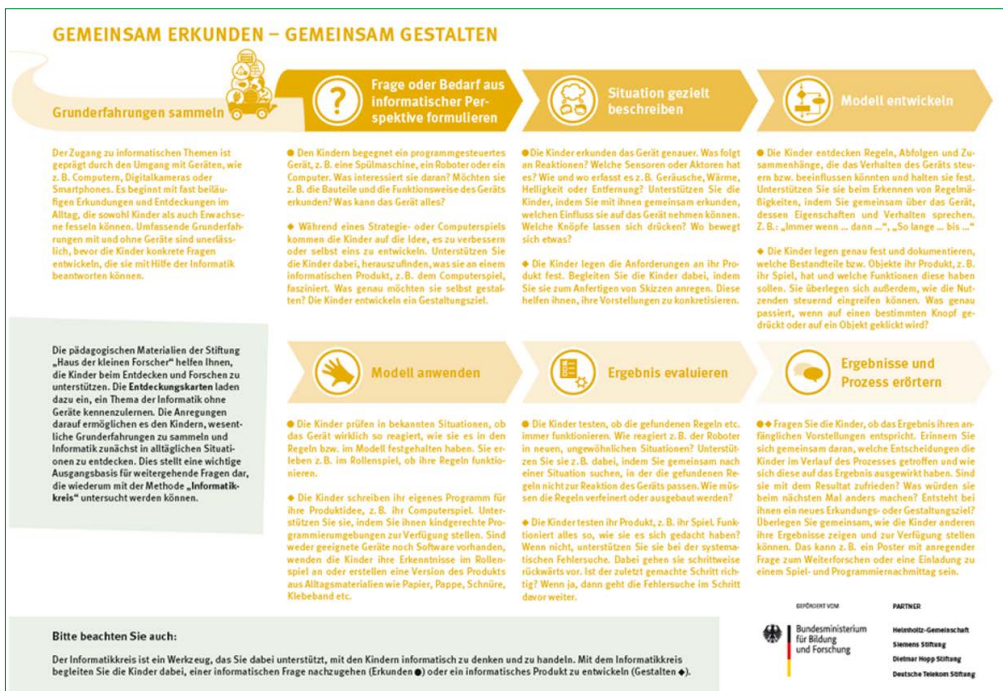 GEMEINSAM ERKUNDEN – GEMEINSAM GESTALTEN
Grunderfahrungen sammeln
Der Zugang zu informatischen Themen ist
geprägt durch den Umgang mit Geräten, wie
z. B. Computern, Digitalkameras oder
Smartphones. Es beginnt mit fast beiläu-
figen Erkundungen und Entdeckungen im
Alltag, die sowohl Kinder als auch Erwachse-
ne fesseln können. Umfassende Grunderfah-
rungen mit und ohne Geräte sind unerläss-
lich, bevor die Kinder konkrete Fragen
entwickeln, die sie mit Hilfe der Informatik
beantworten können.
?
Frage oder Bedarf aus
informatischer Per-
spektive formulieren
● Den Kindern begegnet ein programmgesteuertes
Gerät, z. B. eine Spülmaschine, ein Roboter oder ein
Computer. Was interessiert sie daran? Möchten sie
z. B. die Bauteile und die Funktionsweise des Geräts
erkunden? Was kann das Gerät alles?
◆ Während eines Strategie- oder Computerspiels
kommen die Kinder auf die Idee, es zu verbessern
oder selbst eins zu entwickeln. Unterstützen Sie
die Kinder dabei, herauszufinden, was sie an einem
informatischen Produkt, z. B. dem Computerspiel,
fasziniert. Was genau möchten sie selbst gestal-
ten? Die Kinder entwickeln ein Gestaltungsziel.
Situation gezielt
beschreiben
● Die Kinder erkunden das Gerät genauer. Was folgt
an Reaktionen? Welche Sensoren oder Aktoren hat
es? Wie und wo erfasst es z. B. Geräusche, Wärme,
Helligkeit oder Entfernung? Unterstützen Sie die
Kinder, indem Sie mit ihnen gemeinsam erkunden,
welchen Einfluss sie auf das Gerät nehmen können.
Welche Knöpfe lassen sich drücken? Wo bewegt
sich etwas?
◆ Die Kinder legen die Anforderungen an ihr Pro-
dukt fest. Begleiten Sie die Kinder dabei, indem
Sie sie zum Anfertigen von Skizzen anregen. Diese
helfen ihnen, ihre Vorstellungen zu konkretisieren.
Modell entwickeln
● Die Kinder entdecken Regeln, Abfolgen und Zu-
sammenhänge, die das Verhalten des Geräts steu-
ern bzw. beeinflussen könnten und halten sie fest.
Unterstützen Sie sie beim Erkennen von Regelmä-
ßigkeiten, indem Sie gemeinsam über das Gerät,
dessen Eigenschaften und Verhalten sprechen.
Z. B.: „Immer wenn … dann …“, „So lange … bis …“
◆ Die Kinder legen genau fest und dokumentieren,
welche Bestandteile bzw. Objekte ihr Produkt, z. B.
ihr Spiel, hat und welche Funktionen diese haben
sollen. Sie überlegen sich außerdem, wie die Nut-
zenden steuernd eingreifen können. Was genau
passiert, wenn auf einen bestimmten Knopf ge-
drückt oder auf ein Objekt geklickt wird?
Die pädagogischen Materialien der Stiftung
„Haus der kleinen Forscher“ helfen Ihnen,
die Kinder beim Entdecken und Forschen zu
unterstützen. Die Entdeckungskarten laden
dazu ein, ein Thema der Informatik ohne
Geräte kennenzulernen. Die Anregungen
darauf ermöglichen es den Kindern, wesent-
liche Grunderfahrungen zu sammeln und
Informatik zunächst in alltäglichen Situati-
onen zu entdecken. Dies stellt eine wichtige
Ausgangsbasis für weitergehende Fragen dar,
die wiederum mit der Methode „Informatik-
kreis“ untersucht werden können.
Modell anwenden
● Die Kinder prüfen in bekannten Situationen, ob
das Gerät wirklich so reagiert, wie sie es in den
Regeln bzw. im Modell festgehalten haben. Sie er-
leben z. B. im Rollenspiel, ob ihre Regeln funktio-
nieren.
◆ Die Kinder schreiben ihr eigenes Programm für
ihre Produktidee, z. B. ihr Computerspiel. Unter-
stützen Sie sie, indem Sie ihnen kindgerechte Pro-
grammierumgebungen zur Verfügung stellen. Sind
weder geeignete Geräte noch Software vorhanden,
wenden die Kinder ihre Erkenntnisse im Rollen-
spiel an oder erstellen eine Version des Produkts
aus Alltagsmaterialien wie Papier, Pappe, Schnüre,
Klebeband etc.
Ergebnis evaluieren
● Die Kinder testen, ob die gefundenen Regeln etc.
immer funktionieren. Wie reagiert z. B. der Roboter
in neuen, ungewöhnlichen Situationen? Unterstüt-
zen Sie sie z. B. dabei, indem Sie gemeinsam nach
einer Situation suchen, in der die gefundenen Re-
geln nicht zur Reaktion des Geräts passen. Wie müs-
sen die Regeln verfeinert oder ausgebaut werden?
◆ Die Kinder testen ihr Produkt, z. B. ihr Spiel. Funk-
tioniert alles so, wie sie es sich gedacht haben?
Wenn nicht, unterstützen Sie sie bei der systema-
tischen Fehlersuche. Dabei gehen sie schrittweise
rückwärts vor. Ist der zuletzt gemachte Schritt rich-
tig? Wenn ja, dann geht die Fehlersuche im Schritt
davor weiter.
Ergebnisse und
Prozess erörtern
●◆ Fragen Sie die Kinder, ob das Ergebnis ihren an-
fänglichen Vorstellungen entspricht. Erinnern Sie
sich gemeinsam daran, welche Entscheidungen die
Kinder im Verlauf des Prozesses getroffen und wie
sich diese auf das Ergebnis ausgewirkt haben. Sind
sie mit dem Resultat zufrieden? Was würden sie
beim nächsten Mal anders machen? Entsteht bei
ihnen ein neues Erkundungs- oder Gestaltungsziel?
Überlegen Sie gemeinsam, wie die Kinder anderen
ihre Ergebnisse zeigen und zur Verfügung stellen
können. Das kann z. B. ein Poster mit anregender
Frage zum Weiterforschen oder eine Einladung zu
einem Spiel- und Programmiernachmittag sein.
Bitte beachten Sie auch:
Der Informatikkreis ist ein Werkzeug, das Sie dabei unterstützt, mit den Kindern informatisch zu denken und zu handeln. Mit dem Informatikkreis
begleiten Sie die Kinder dabei, einer informatischen Frage nachzugehen (Erkunden ●) oder ein informatisches Produkt zu entwickeln (Gestalten ◆).
GEFÖRDERT VOM
Bundesministerium
für Bildung
und Forschung
PARTNER
Helmholtz-Gemeinschaft
Siemens Stiftung
Dietmar Hopp Stiftung
Deutsche Telekom Stiftung